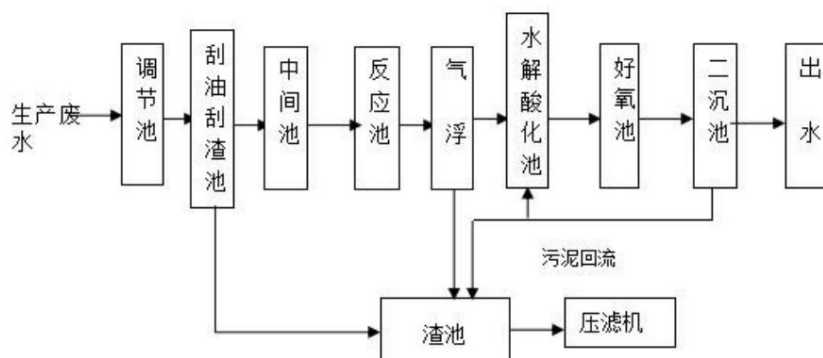 生产废
水
调节池
刮油刮渣池
中间池
反应池
气浮
水解酸化池
好氧池
二沉池
出水
污泥回流
渣池
压滤机